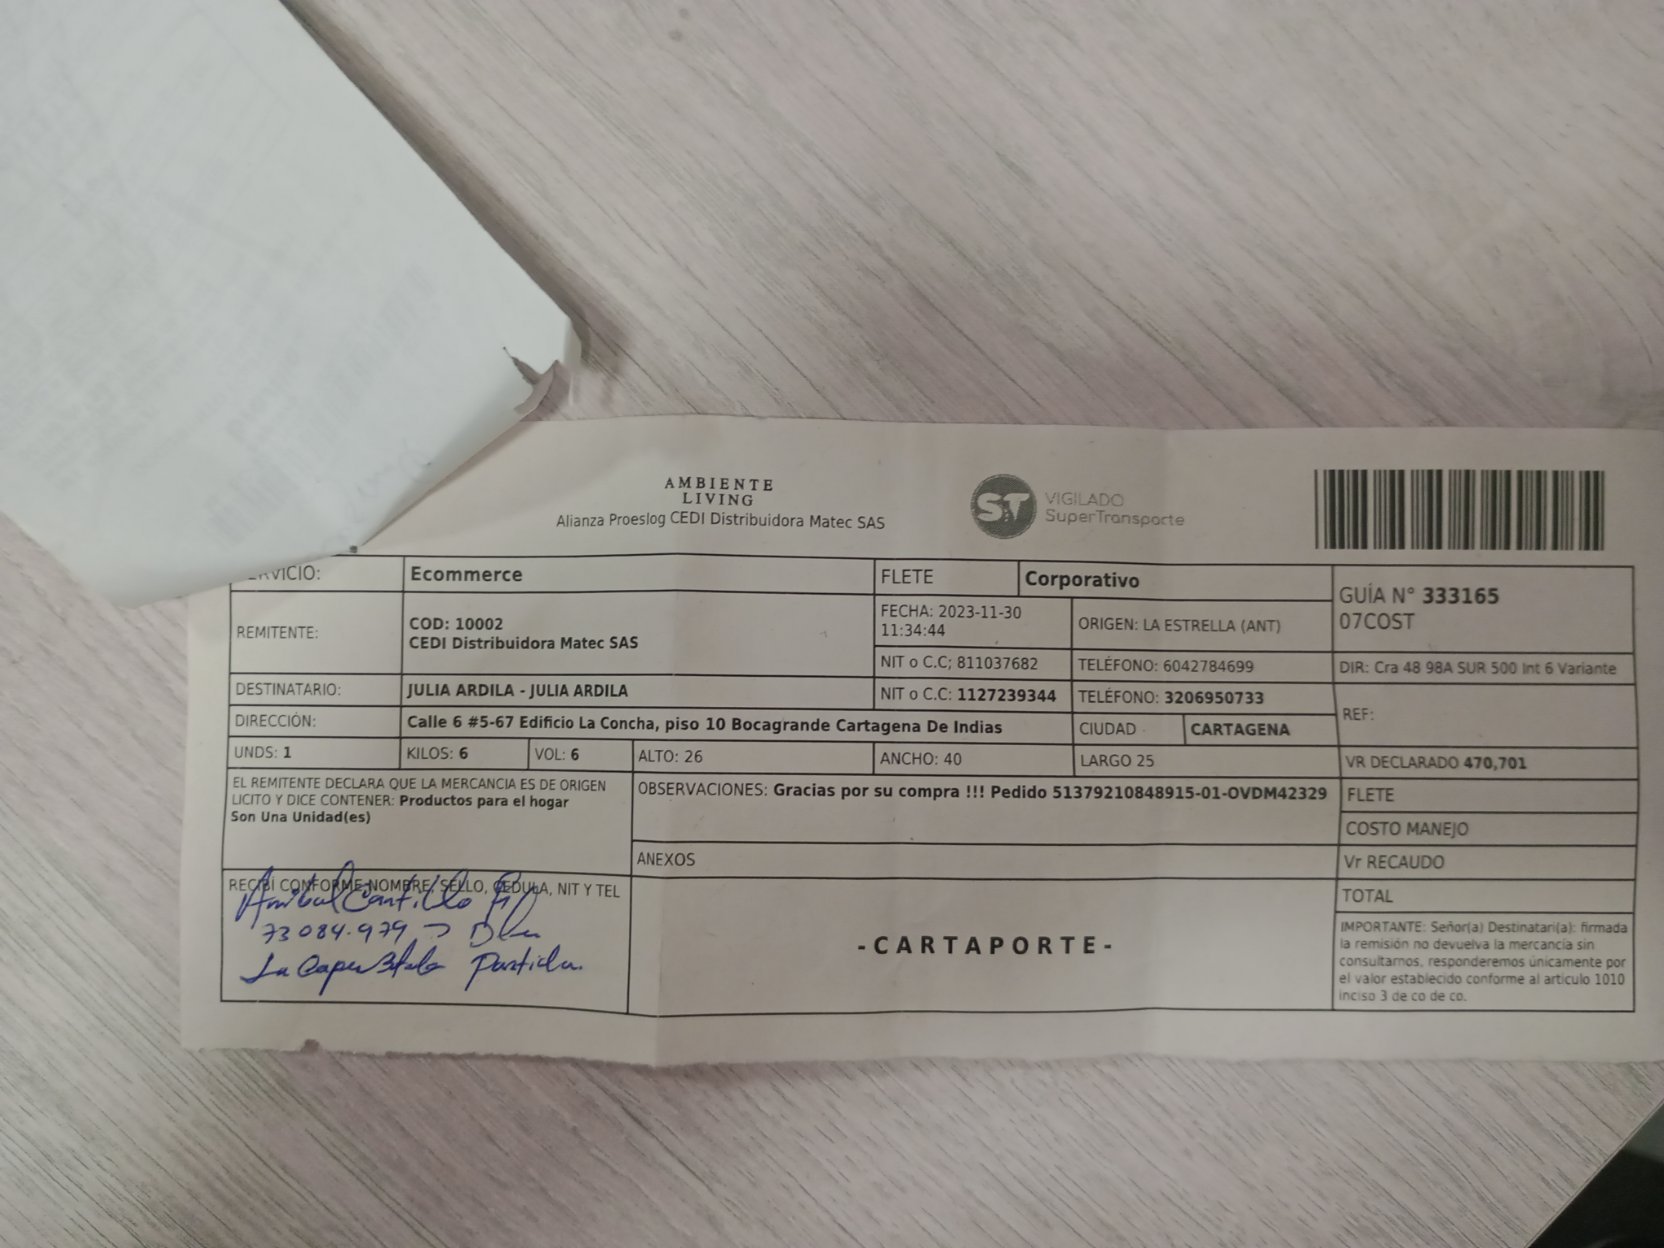 AMBIENTE
LIVING
Alianza Proeslog CEDI Distribuidora Matec SAS
ST
VIGILADO
SuperTransporte
RVICIO:
Ecommerce
FLETE
Corporativo
GUÍA N° 333165
07COST
REMITENTE:
COD: 10002
CEDI Distribuidora Matec SAS
FECHA: 2023-11-30
11:34:44
ORIGEN: LA ESTRELLA (ANT)
NIT o C.C; 811037682
TELÉFONO: 6042784699
DIR: Cra 48 98A SUR 500 Int 6 Variante
DESTINATARIO:
JULIA ARDILA - JULIA ARDILA
NIT o C.C: 1127239344
TELÉFONO: 3206950733
REF:
DIRECCIÓN:
Calle 6 #5-67 Edificio La Concha, piso 10 Bocagrande Cartagena De Indias
CIUDAD
CARTAGENA
UNDS: 1
KILOS: 6
VOL: 6
ALTO: 26
ANCHO: 40
LARGO 25
VR DECLARADO 470,701
EL REMITENTE DECLARA QUE LA MERCANCIA ES DE ORIGEN
LICITO Y DICE CONTENER: Productos para el hogar
Son Una Unidad(es)
OBSERVACIONES: Gracias por su compra !!! Pedido 51379210848915-01-OVDM42329
FLETE
COSTO MANEJO
ANEXOS
Vr RECAUDO
RECIBÍ CONFORME NOMBRE, SELLO, CEDULA, NIT Y TEL
Anibal Cantillo
73084.979
La Partida
-CARTAPORTE-
TOTAL
IMPORTANTE: Señor(a) Destinatari(a): firmada
la remisión no devuelva la mercancía sin
consultarnos, responderemos únicamente por
el valor establecido conforme al articulo 1010
inciso 3 de co de co.